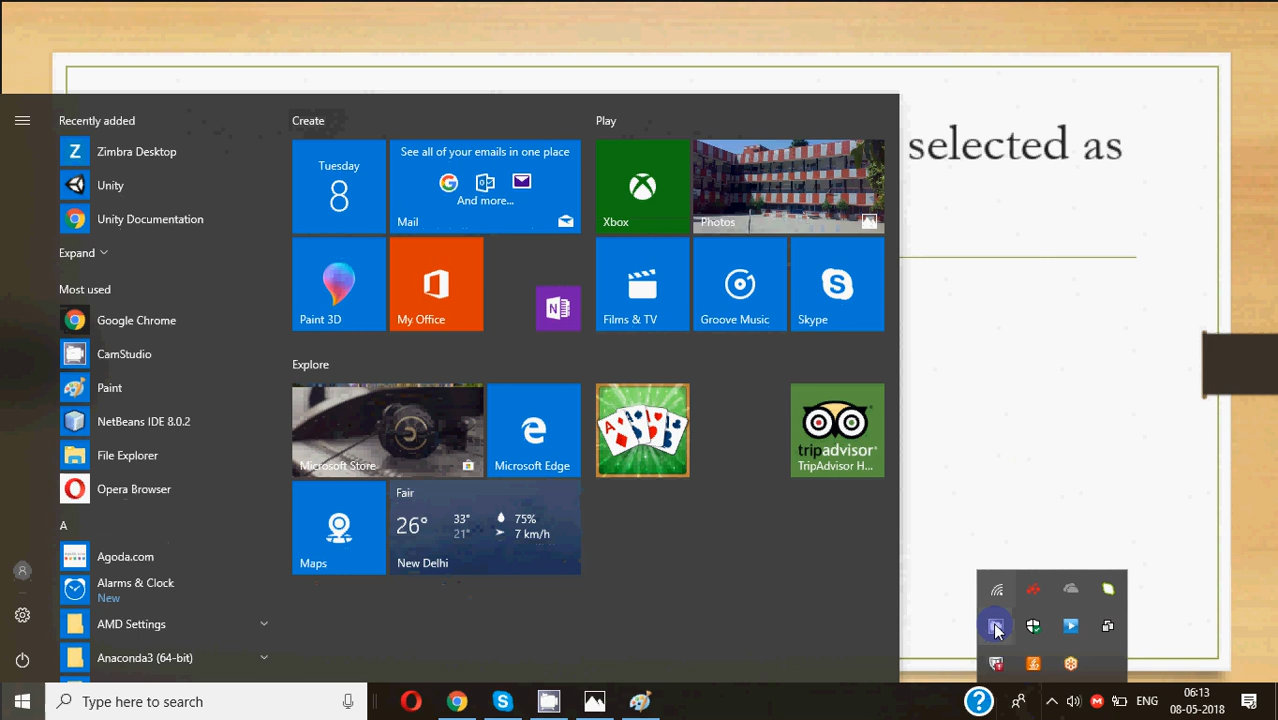 selected as
Recently added
Zimbra Desktop
Unity
Unity Documentation
Expand
Most used
Google Chrome
CamStudio
Paint
NetBeans IDE 8.0.2
File Explorer
Opera Browser
A
Agoda.com
Alarms & Clock
New
AMD Settings
Anaconda3 (64-bit)
Create
Tuesday
8
See all of your emails in one place
And more...
Mail
Paint 3D
My Office
Explore
Microsoft Store
Microsoft Edge
Maps
Fair
26° 33° 75%
21° 7 km/h
New Delhi
Play
Xbox
Photos
Films & TV
Groove Music
Skype
tripadvisor
TripAdvisor H...
Type here to search
ENG
06:13
08-05-2018